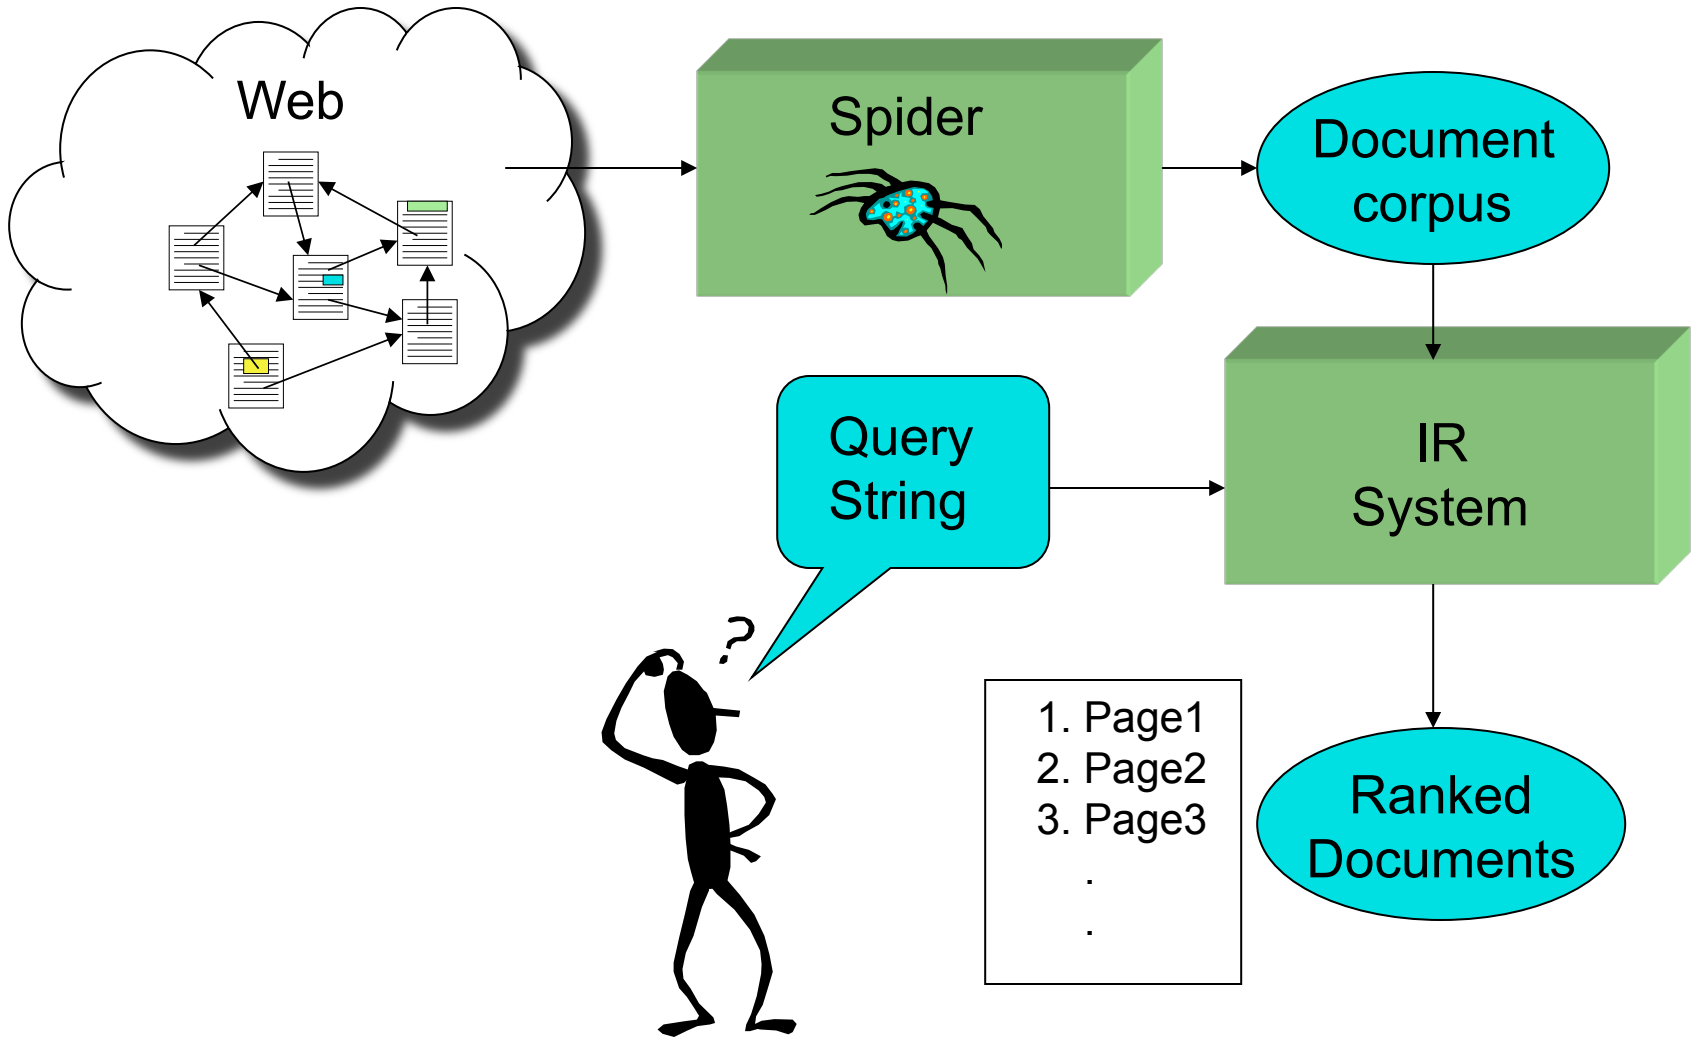 Web
Spider
Document
corpus
Query
String
IR
System
?
1. Page1
2. Page2
3. Page3
.
.
Ranked
Documents